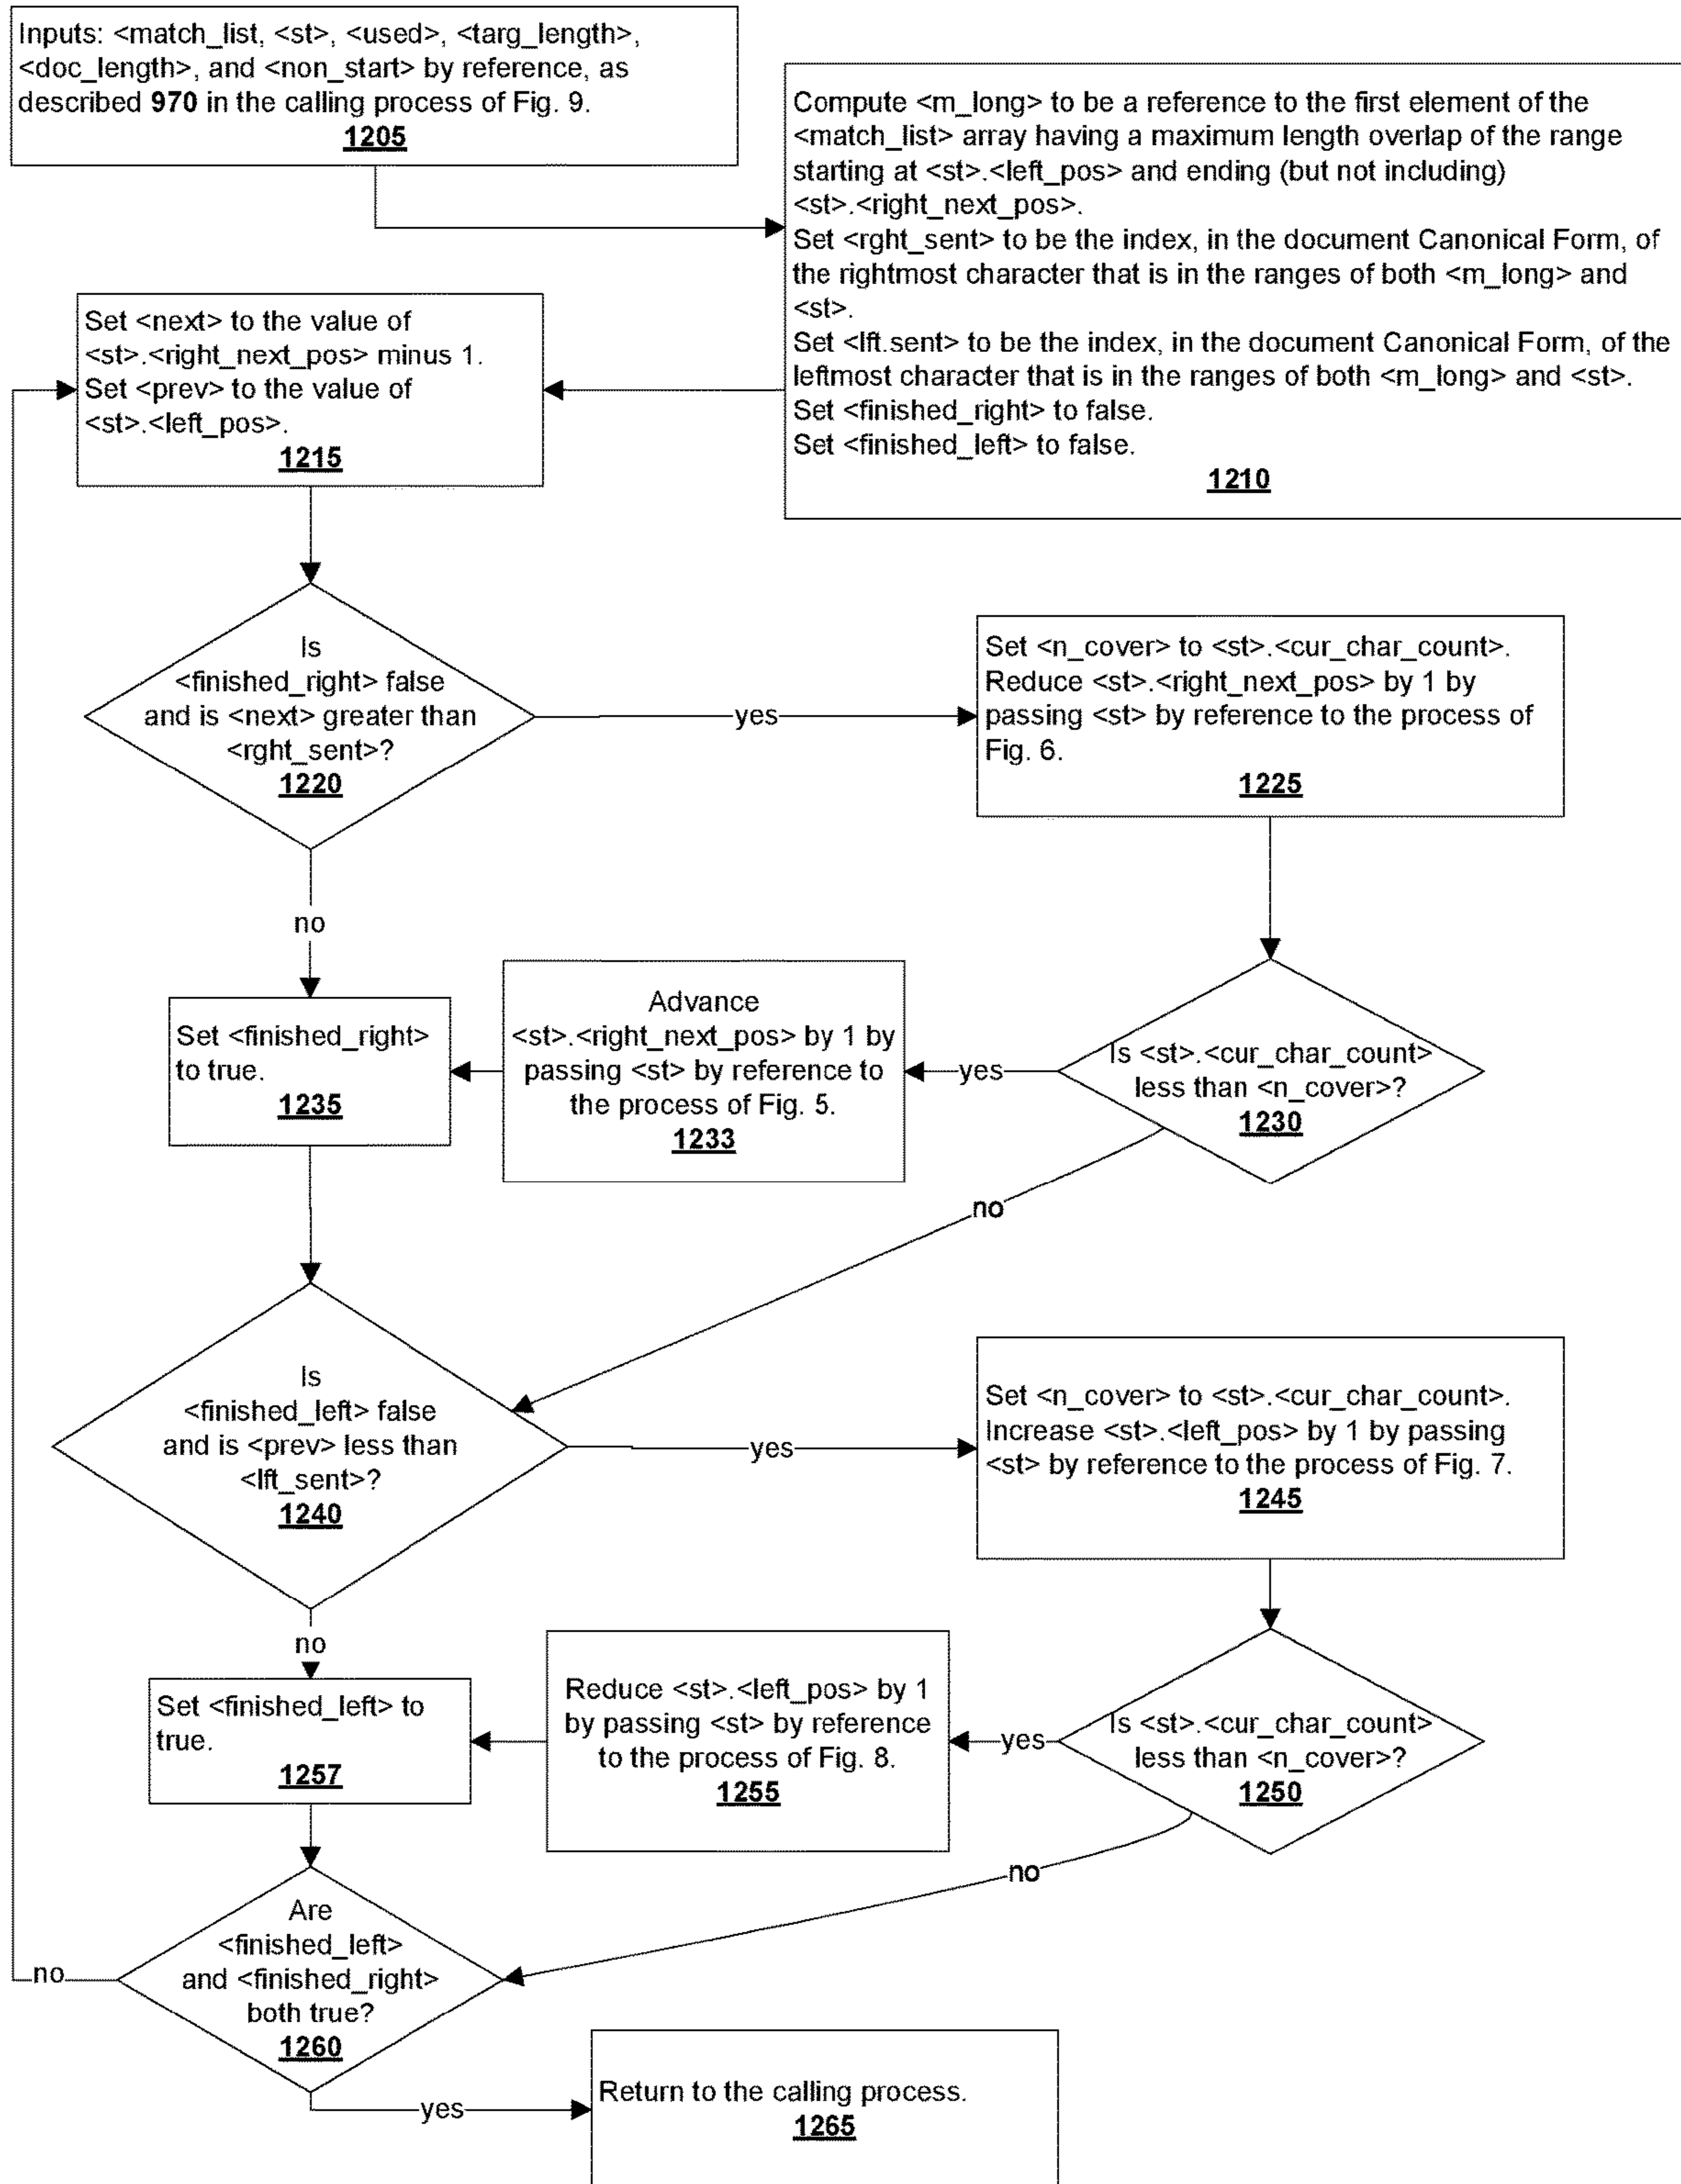 Inputs: <match_list, <st>, <used>, <targ_length>,
<doc_length>, and <non_start> by reference, as
described 970 in the calling process of Fig. 9.
1205
Compute <m_long> to be a reference to the first element of the
<match_list> array having a maximum length overlap of the range
starting at <st>.<left_pos> and ending (but not including)
<st>.<right_next_pos>.
Set <rght_sent> to be the index, in the document Canonical Form, of
the rightmost character that is in the ranges of both <m_long> and
<st>.
Set <lft.sent> to be the index, in the document Canonical Form, of the
leftmost character that is in the ranges of both <m_long> and <st>.
Set <finished_right> to false.
Set <finished_left> to false.
1210
Set <next> to the value of
<st>.<right_next_pos> minus 1.
Set <prev> to the value of
<st>.<left_pos>.
1215
Is
<finished_right> false
and is <next> greater than
<rght_sent>?
1220
yes
Set <n_cover> to <st>.<cur_char_count>.
Reduce <st>.<right_next_pos> by 1 by
passing <st> by reference to the process of
Fig. 6.
1225
no
Is <st>.<cur_char_count>
less than <n_cover>?
1230
yes
Advance
<st>.<right_next_pos> by 1 by
passing <st> by reference to
the process of Fig. 5.
1233
Set <finished_right>
to true.
1235
no
Is
<finished_left> false
and is <prev> less than
<lft_sent>?
1240
yes
Set <n_cover> to <st>.<cur_char_count>.
Increase <st>.<left_pos> by 1 by passing
<st> by reference to the process of Fig. 7.
1245
no
Is <st>.<cur_char_count>
less than <n_cover>?
1250
yes
Reduce <st>.<left_pos> by 1
by passing <st> by reference
to the process of Fig. 8.
1255
Set <finished_left> to
true.
1257
no
Are
<finished_left>
and <finished_right>
both true?
1260
no
yes
Return to the calling process.
1265